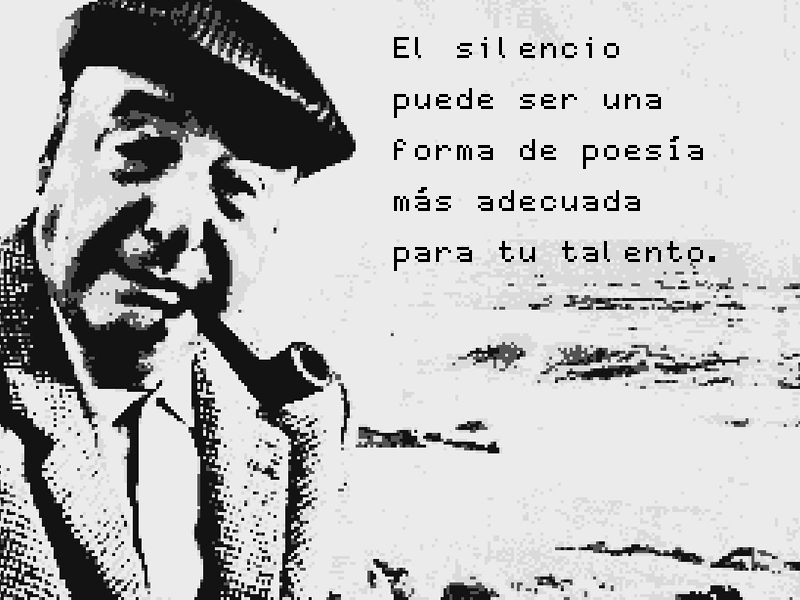 El silencio
puede ser una
forma de poesía
más adecuada
para tu talento.